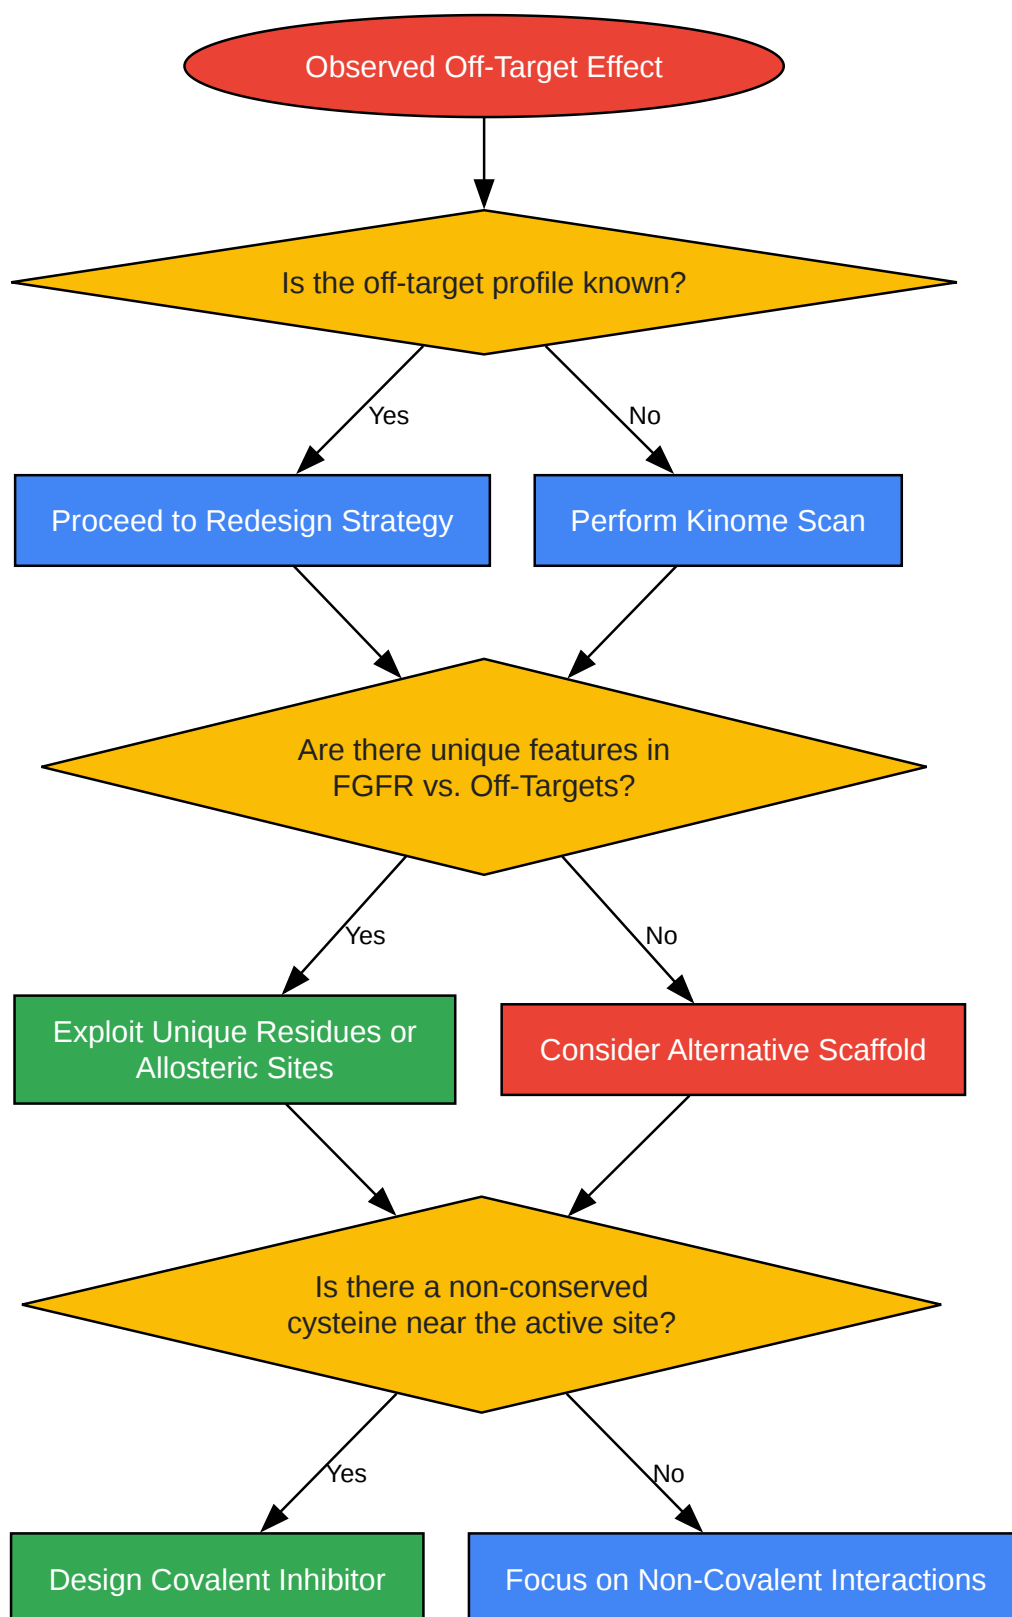 Observed Off-Target Effect
Is the off-target profile known?
Yes
No
Proceed to Redesign Strategy
Perform Kinome Scan
Are there unique features in
FGFR vs. Off-Targets?
Yes
No
Exploit Unique Residues or
Allosteric Sites
Consider Alternative Scaffold
Is there a non-conserved
cysteine near the active site?
Yes
No
Design Covalent Inhibitor
Focus on Non-Covalent Interactions